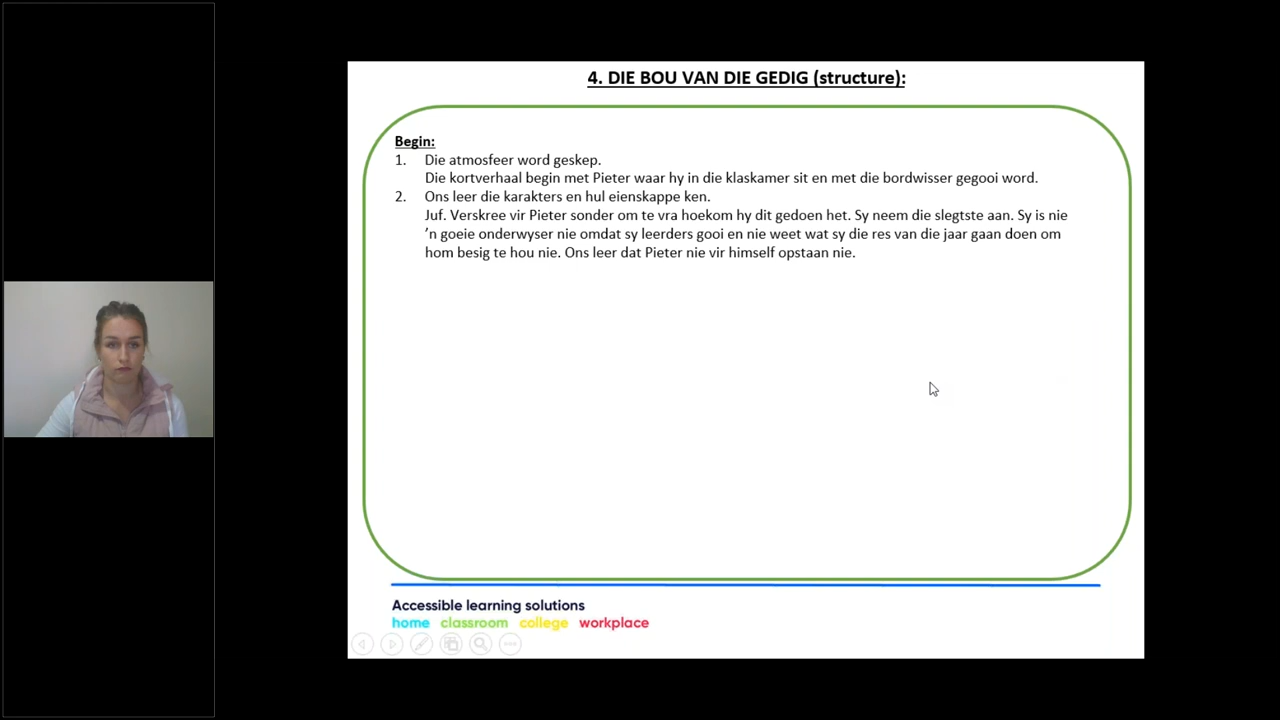 4. DIE BOU VAN DIE GEDIG (structure):
Begin:
1. Die atmosfeer word geskep.
Die kortverhaal begin met Pieter waar hy in die klaskamer sit en met die bordwisser gegooi word.
2. Ons leer die karakters en hul eienskappe ken.
Juf. Verskree vir Pieter sonder om te vra hoekom hy dit gedoen het. Sy neem die slegtste aan. Sy is nie
’n goeie onderwyser nie omdat sy leerders gooi en nie weet wat sy die res van die jaar gaan doen om
hom besig te hou nie. Ons leer dat Pieter nie vir himself opstaan nie.
Accessible learning solutions
home classroom college workplace